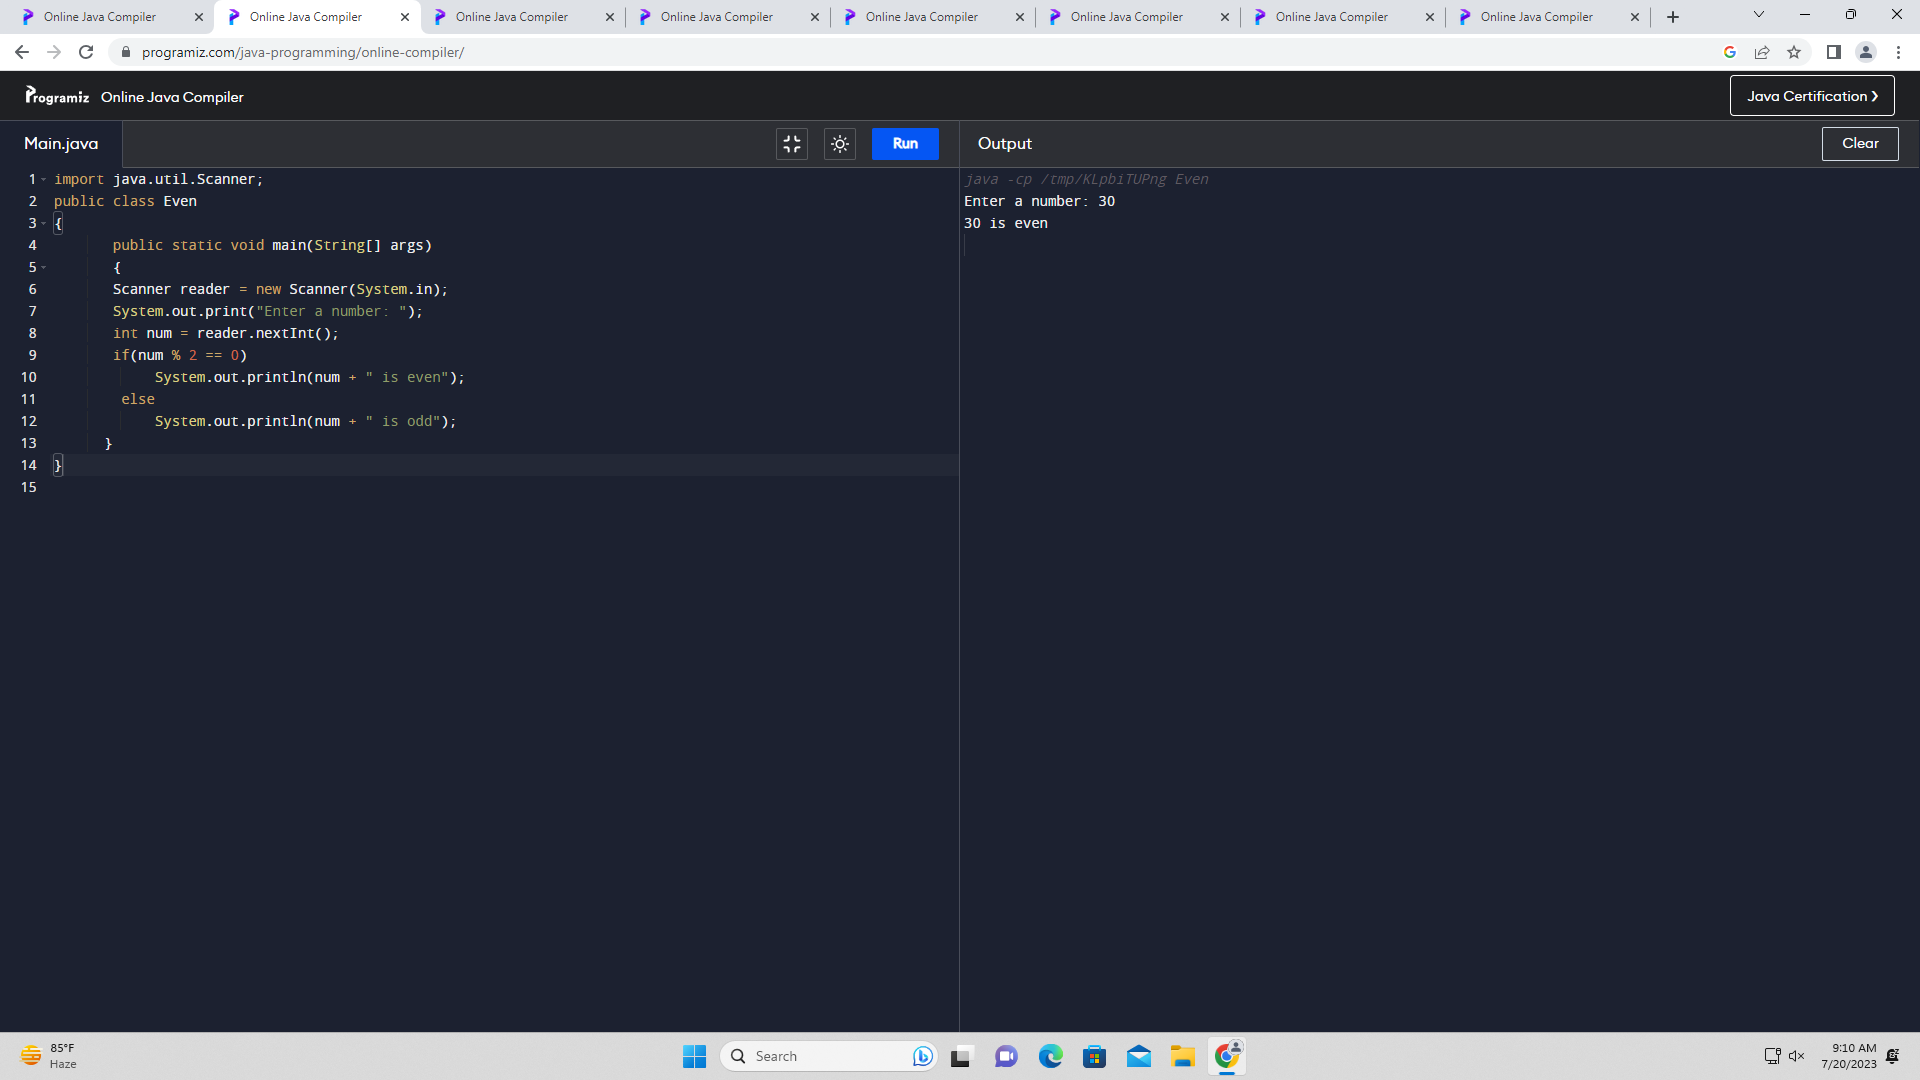 Online Java Compiler Online Java Compiler Online Java Compiler Online Java Compiler Online Java Compiler Online Java Compiler Online Java Compiler Online Java Compiler
programiz.com/java-programming/online-compiler/
Programiz Online Java Compiler Java Certification
Main.java Run Output Clear
1 import java.util.Scanner;
2 public class Even
3 {
4 public static void main(String[] args)
5 {
6 Scanner reader = new Scanner(System.in);
7 System.out.print("Enter a number: ");
8 int num = reader.nextInt();
9 if(num % 2 == 0)
10 System.out.println(num + " is even");
11 else
12 System.out.println(num + " is odd");
13 }
14 }
15
java -cp /tmp/KLpbiTUPng Even
Enter a number: 30
30 is even
85°F
Haze
Search
9:10 AM
7/20/2023